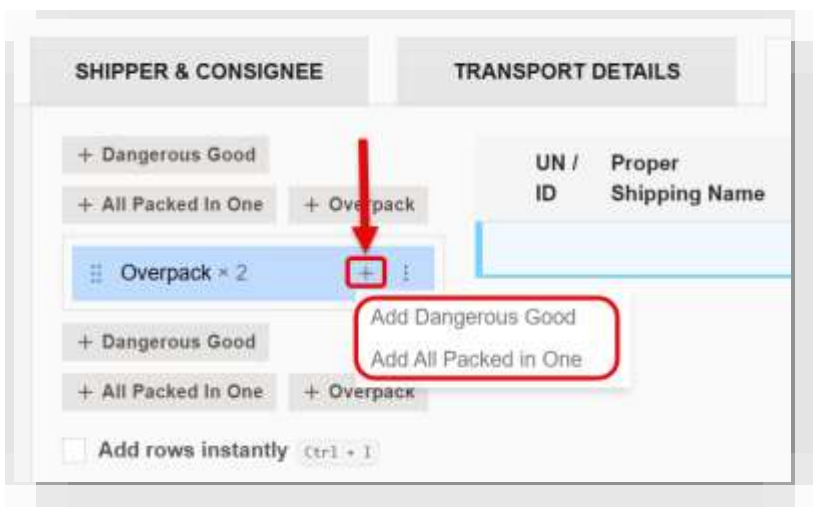 SHIPPER & CONSIGNEE
TRANSPORT DETAILS
+ Dangerous Good
+ All Packed In One
+ Overpack
UN /
ID
Proper
Shipping Name
Overpack × 2
+
Add Dangerous Good
Add All Packed in One
+ Dangerous Good
+ All Packed In One
+ Overpack
Add rows instantly Ctrl + I